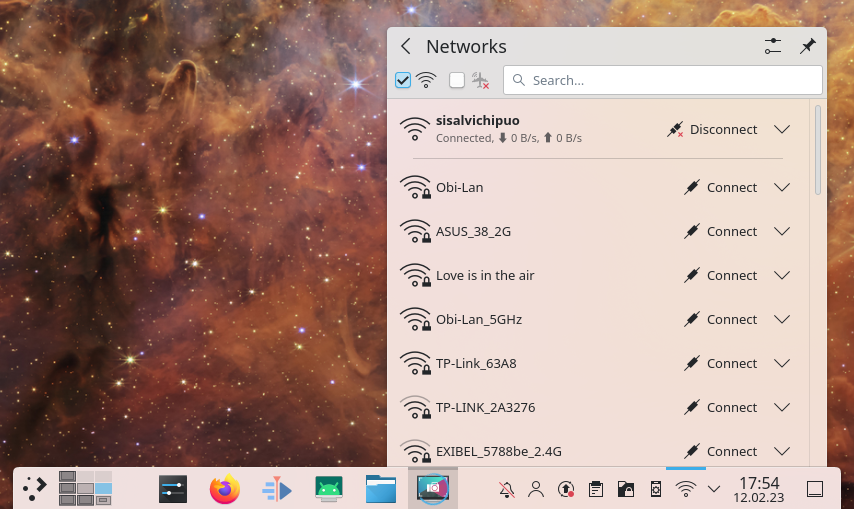 Networks
Search...
sisalvichipuo
Connected, ⬇ 0 B/s, ⬆ 0 B/s
Disconnect
Obi-Lan
Connect
ASUS_38_2G
Connect
Love is in the air
Connect
Obi-Lan_5GHz
Connect
TP-Link_63A8
Connect
TP-LINK_2A3276
Connect
EXIBEL_5788be_2.4G
Connect
17:54
12.02.23